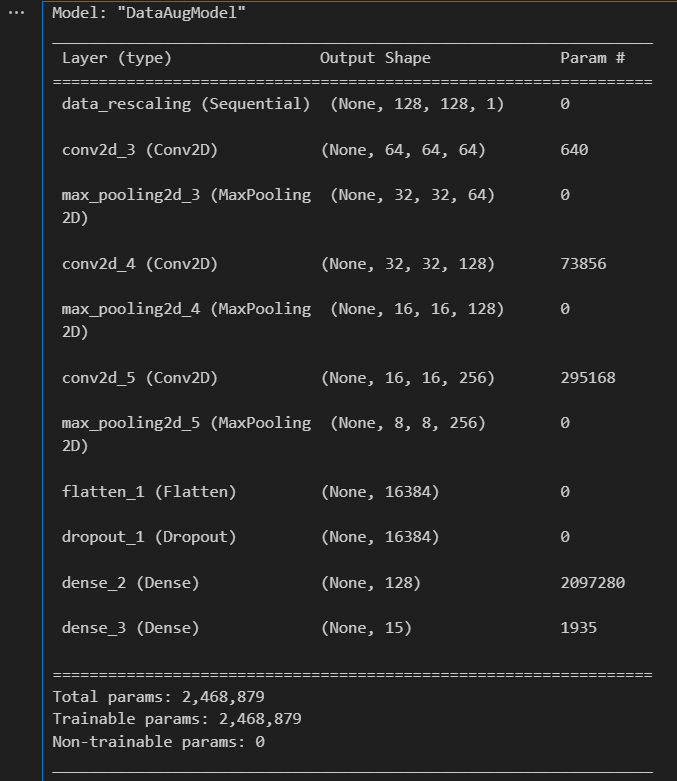 Model: "DataAugModel"
Layer (type) Output Shape Param #
=================================================================
data_rescaling (Sequential) (None, 128, 128, 1) 0
conv2d_3 (Conv2D) (None, 64, 64, 64) 640
max_pooling2d_3 (MaxPooling (None, 32, 32, 64) 0
2D)
conv2d_4 (Conv2D) (None, 32, 32, 128) 73856
max_pooling2d_4 (MaxPooling (None, 16, 16, 128) 0
2D)
conv2d_5 (Conv2D) (None, 16, 16, 256) 295168
max_pooling2d_5 (MaxPooling (None, 8, 8, 256) 0
2D)
flatten_1 (Flatten) (None, 16384) 0
dropout_1 (Dropout) (None, 16384) 0
dense_2 (Dense) (None, 128) 2097280
dense_3 (Dense) (None, 15) 1935
=================================================================
Total params: 2,468,879
Trainable params: 2,468,879
Non-trainable params: 0